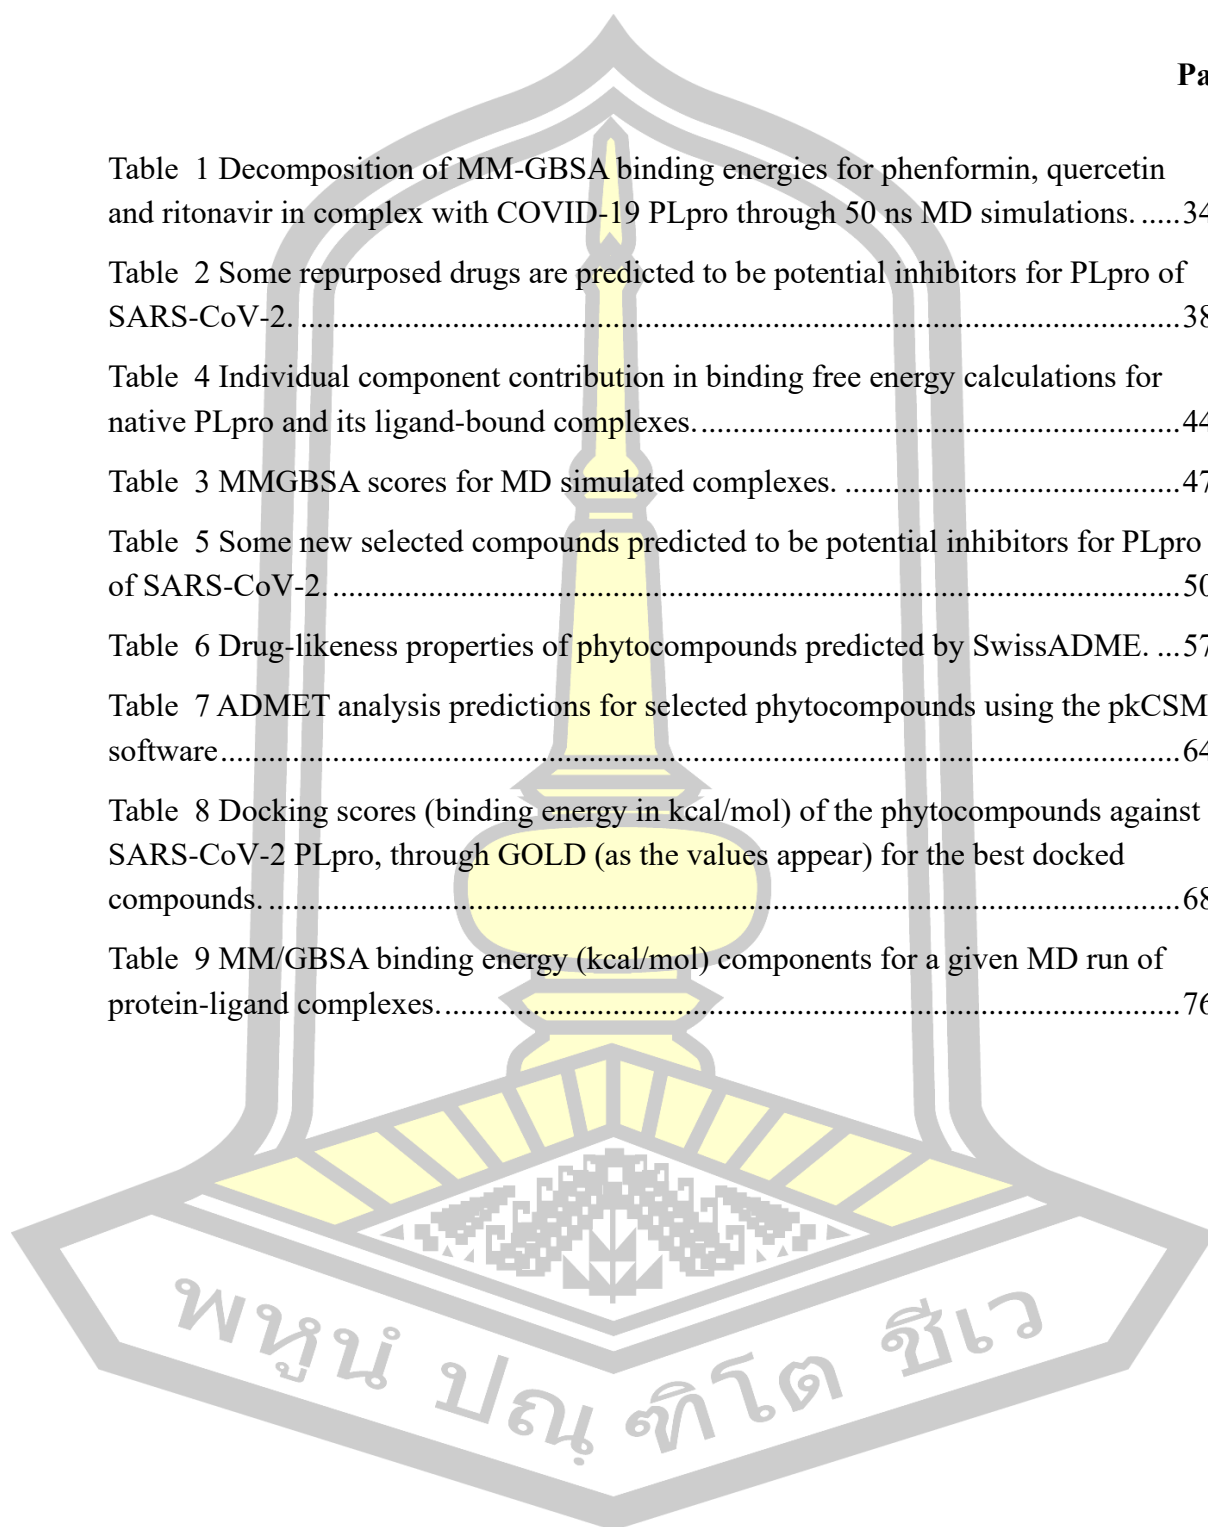 Pa
Table 1 Decomposition of MM-GBSA binding energies for phenformin, quercetin
and ritonavir in complex with COVID-19 PLpro through 50 ns MD simulations. .....34
Table 2 Some repurposed drugs are predicted to be potential inhibitors for PLpro of
SARS-CoV-2. ...............................................................................................................38
Table 4 Individual component contribution in binding free energy calculations for
native PLpro and its ligand-bound complexes.............................................................44
Table 3 MMGBSA scores for MD simulated complexes. ..........................................47
Table 5 Some new selected compounds predicted to be potential inhibitors for PLpro
of SARS-CoV-2............................................................................................................50
Table 6 Drug-likeness properties of phytocompounds predicted by SwissADME. ...57
Table 7 ADMET analysis predictions for selected phytocompounds using the pkCSM
software.........................................................................................................................64
Table 8 Docking scores (binding energy in kcal/mol) of the phytocompounds against
SARS-CoV-2 PLpro, through GOLD (as the values appear) for the best docked
compounds. ...................................................................................................................68
Table 9 MM/GBSA binding energy (kcal/mol) components for a given MD run of
protein-ligand complexes..............................................................................................76
พหูนํ ปณฺฑิโต ชีเว